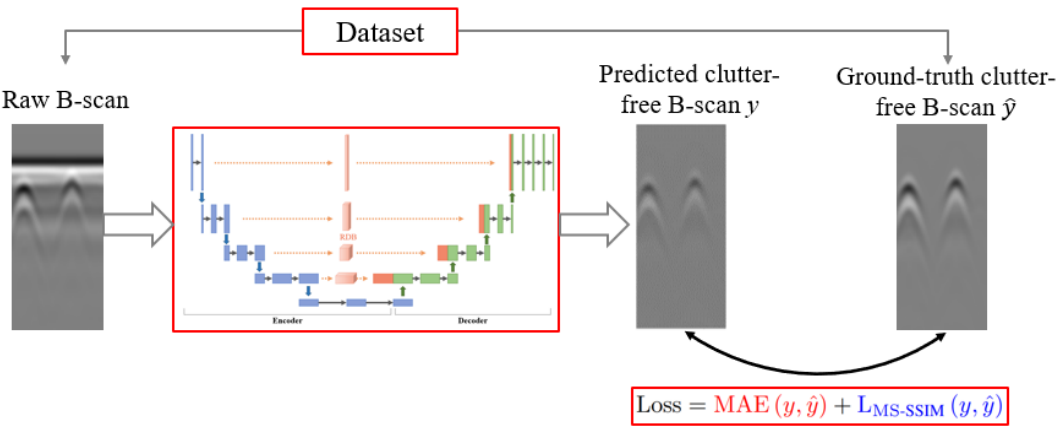 Dataset
Raw B-scan
Predicted clutter-
free B-scan y
Ground-truth clutter-
free B-scan ŷ
RDB
Encoder
Decoder
Loss = MAE (y, ŷ) + L_MS-SSIM (y, ŷ)